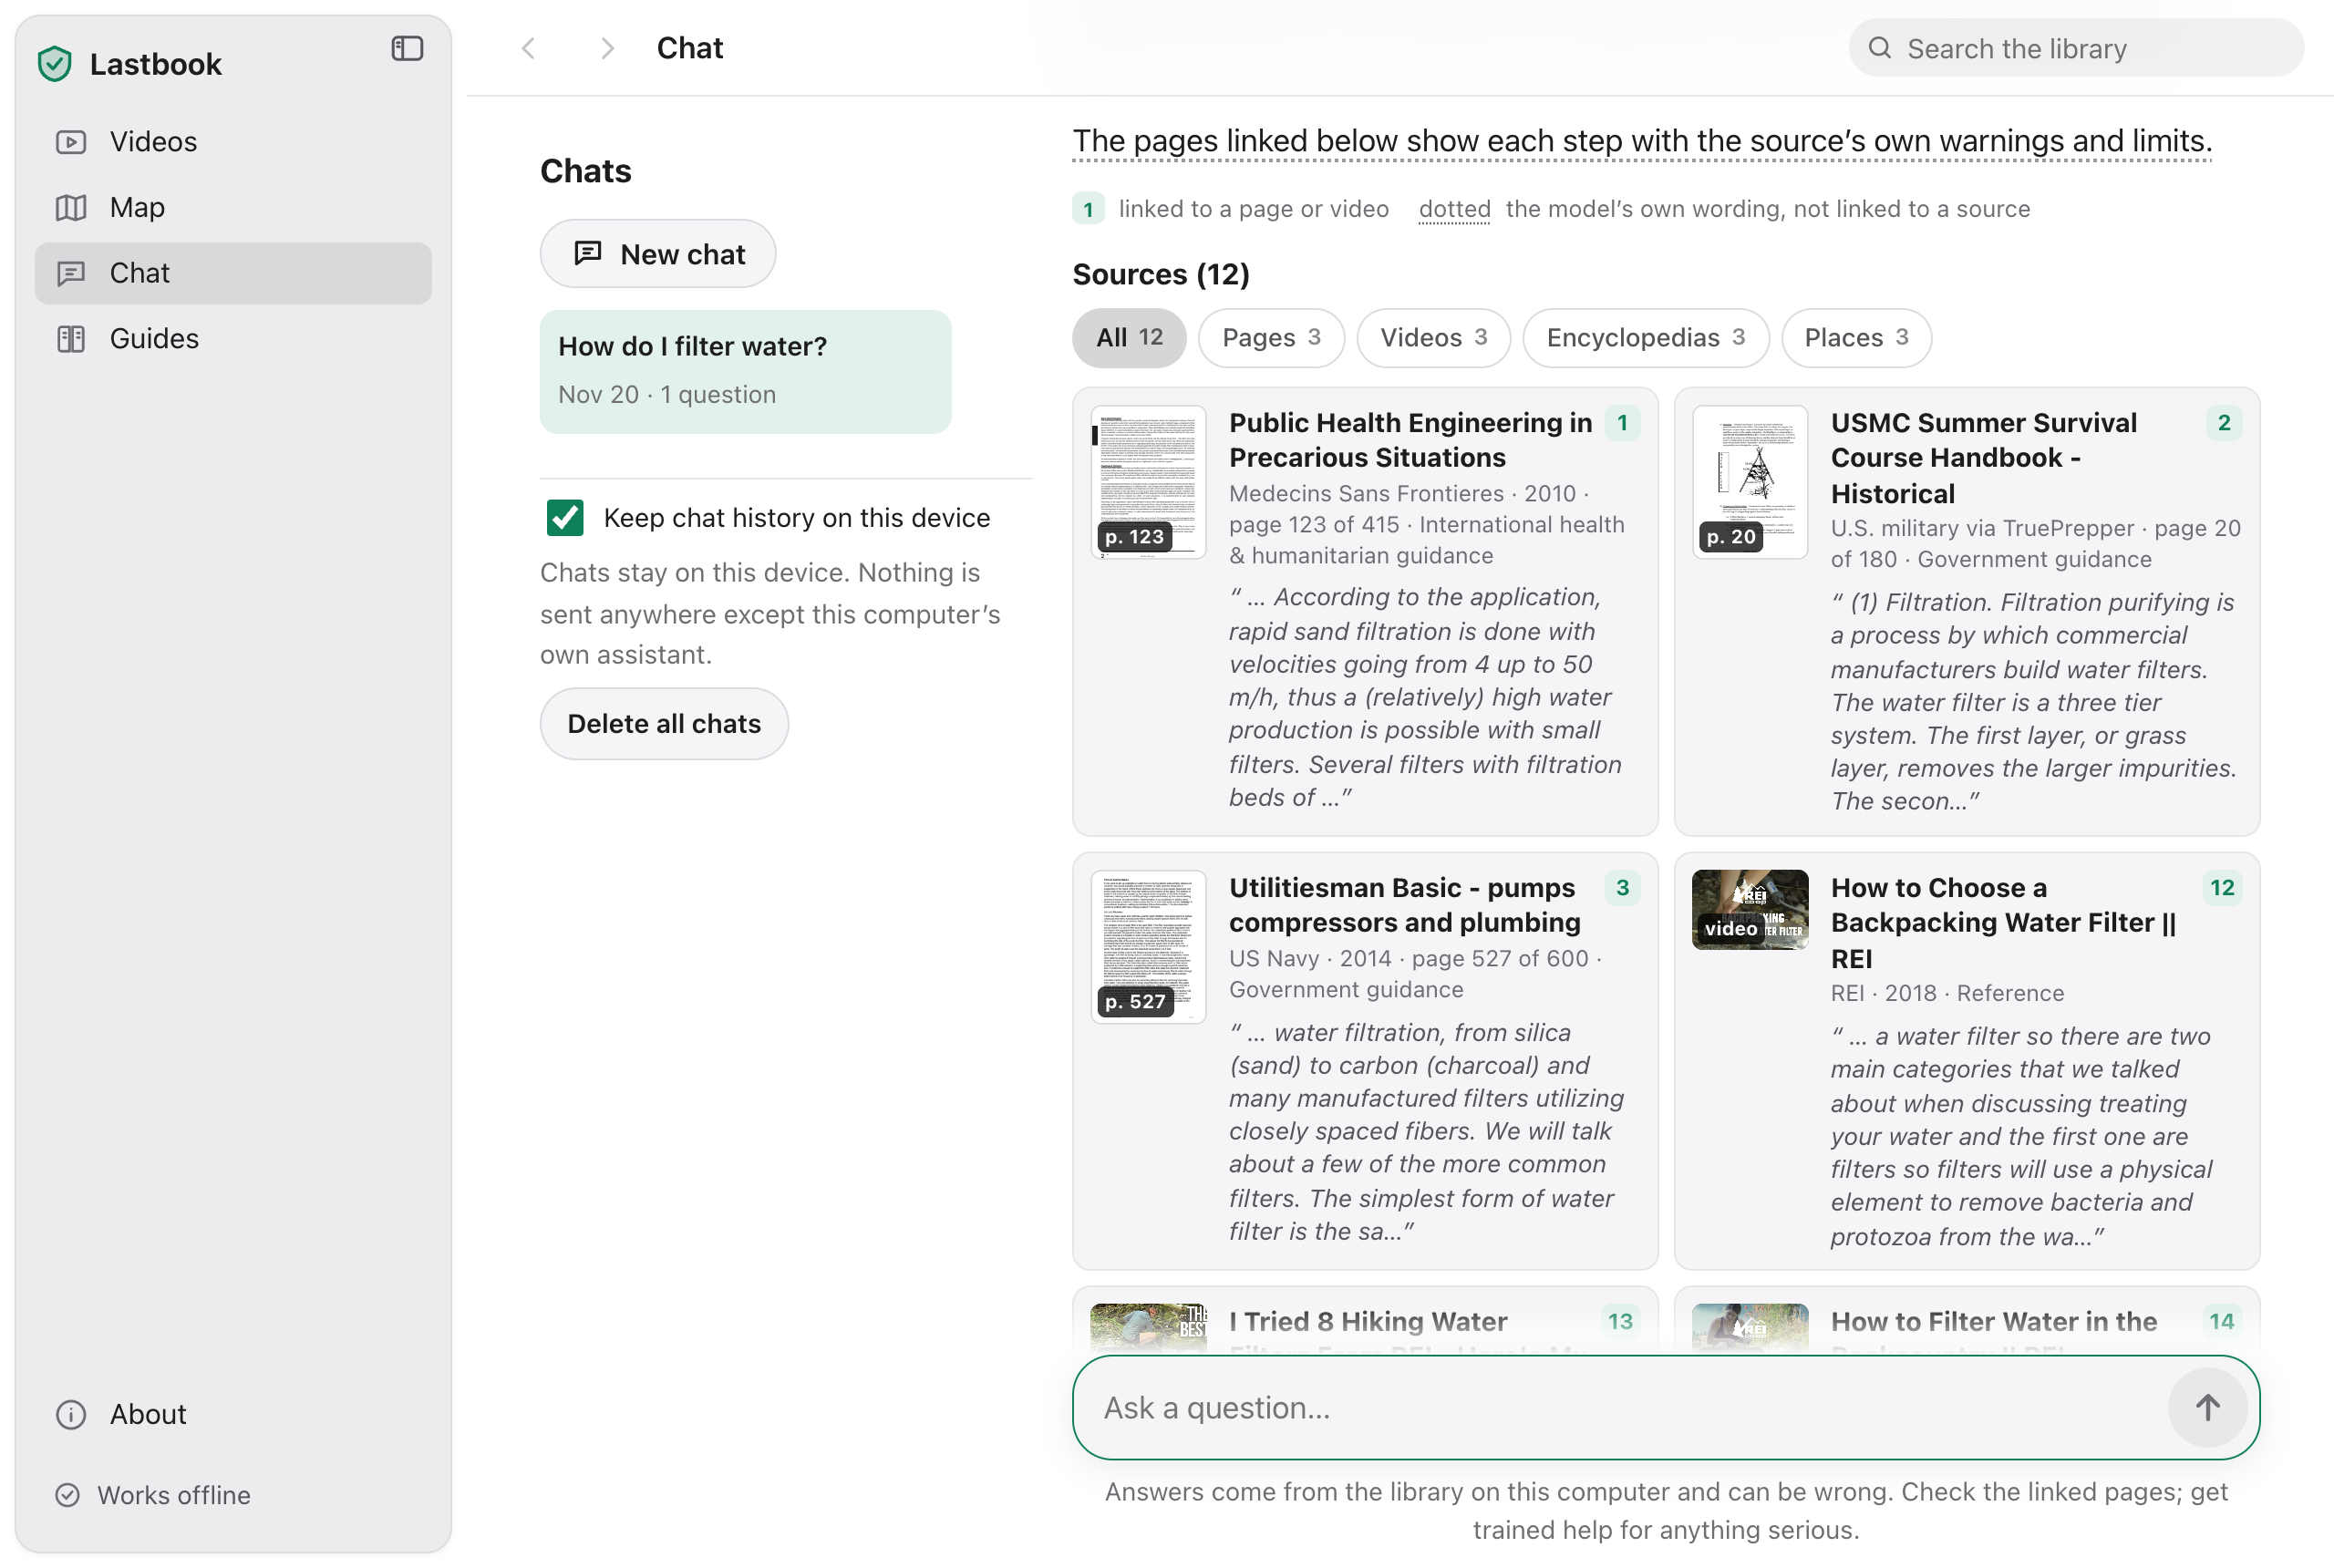 Lastbook
Videos
Map
Chat
Guides
About
Works offline
Chat
Search the library
Chats
New chat
How do I filter water?
Nov 20 · 1 question
Keep chat history on this device
Chats stay on this device. Nothing is
sent anywhere except this computer’s
own assistant.
Delete all chats
The pages linked below show each step with the source’s own warnings and limits.
1 linked to a page or video dotted the model’s own wording, not linked to a source
Sources (12)
All 12 Pages 3 Videos 3 Encyclopedias 3 Places 3
p. 123
Public Health Engineering in 1
Precarious Situations
Medecins Sans Frontieres · 2010 ·
page 123 of 415 · International health
& humanitarian guidance
“ … According to the application,
rapid sand filtration is done with
velocities going from 4 up to 50
m/h, thus a (relatively) high water
production is possible with small
filters. Several filters with filtration
beds of …”
p. 20
USMC Summer Survival 2
Course Handbook -
Historical
U.S. military via TruePrepper · page 20
of 180 · Government guidance
“ (1) Filtration. Filtration purifying is
a process by which commercial
manufacturers build water filters.
The water filter is a three tier
system. The first layer, or grass
layer, removes the larger impurities.
The secon…”
p. 527
Utilitiesman Basic - pumps 3
compressors and plumbing
US Navy · 2014 · page 527 of 600 ·
Government guidance
“ … water filtration, from silica
(sand) to carbon (charcoal) and
many manufactured filters utilizing
closely spaced fibers. We will talk
about a few of the more common
filters. The simplest form of water
filter is the sa…”
REI
video
How to Choose a 12
Backpacking Water Filter ||
REI
REI · 2018 · Reference
“ … a water filter so there are two
main categories that we talked
about when discussing treating
your water and the first one are
filters so filters will use a physical
element to remove bacteria and
protozoa from the wa…”
THE
BEST
I Tried 8 Hiking Water 13
REI
How to Filter Water in the 14
Ask a question…
Answers come from the library on this computer and can be wrong. Check the linked pages; get
trained help for anything serious.